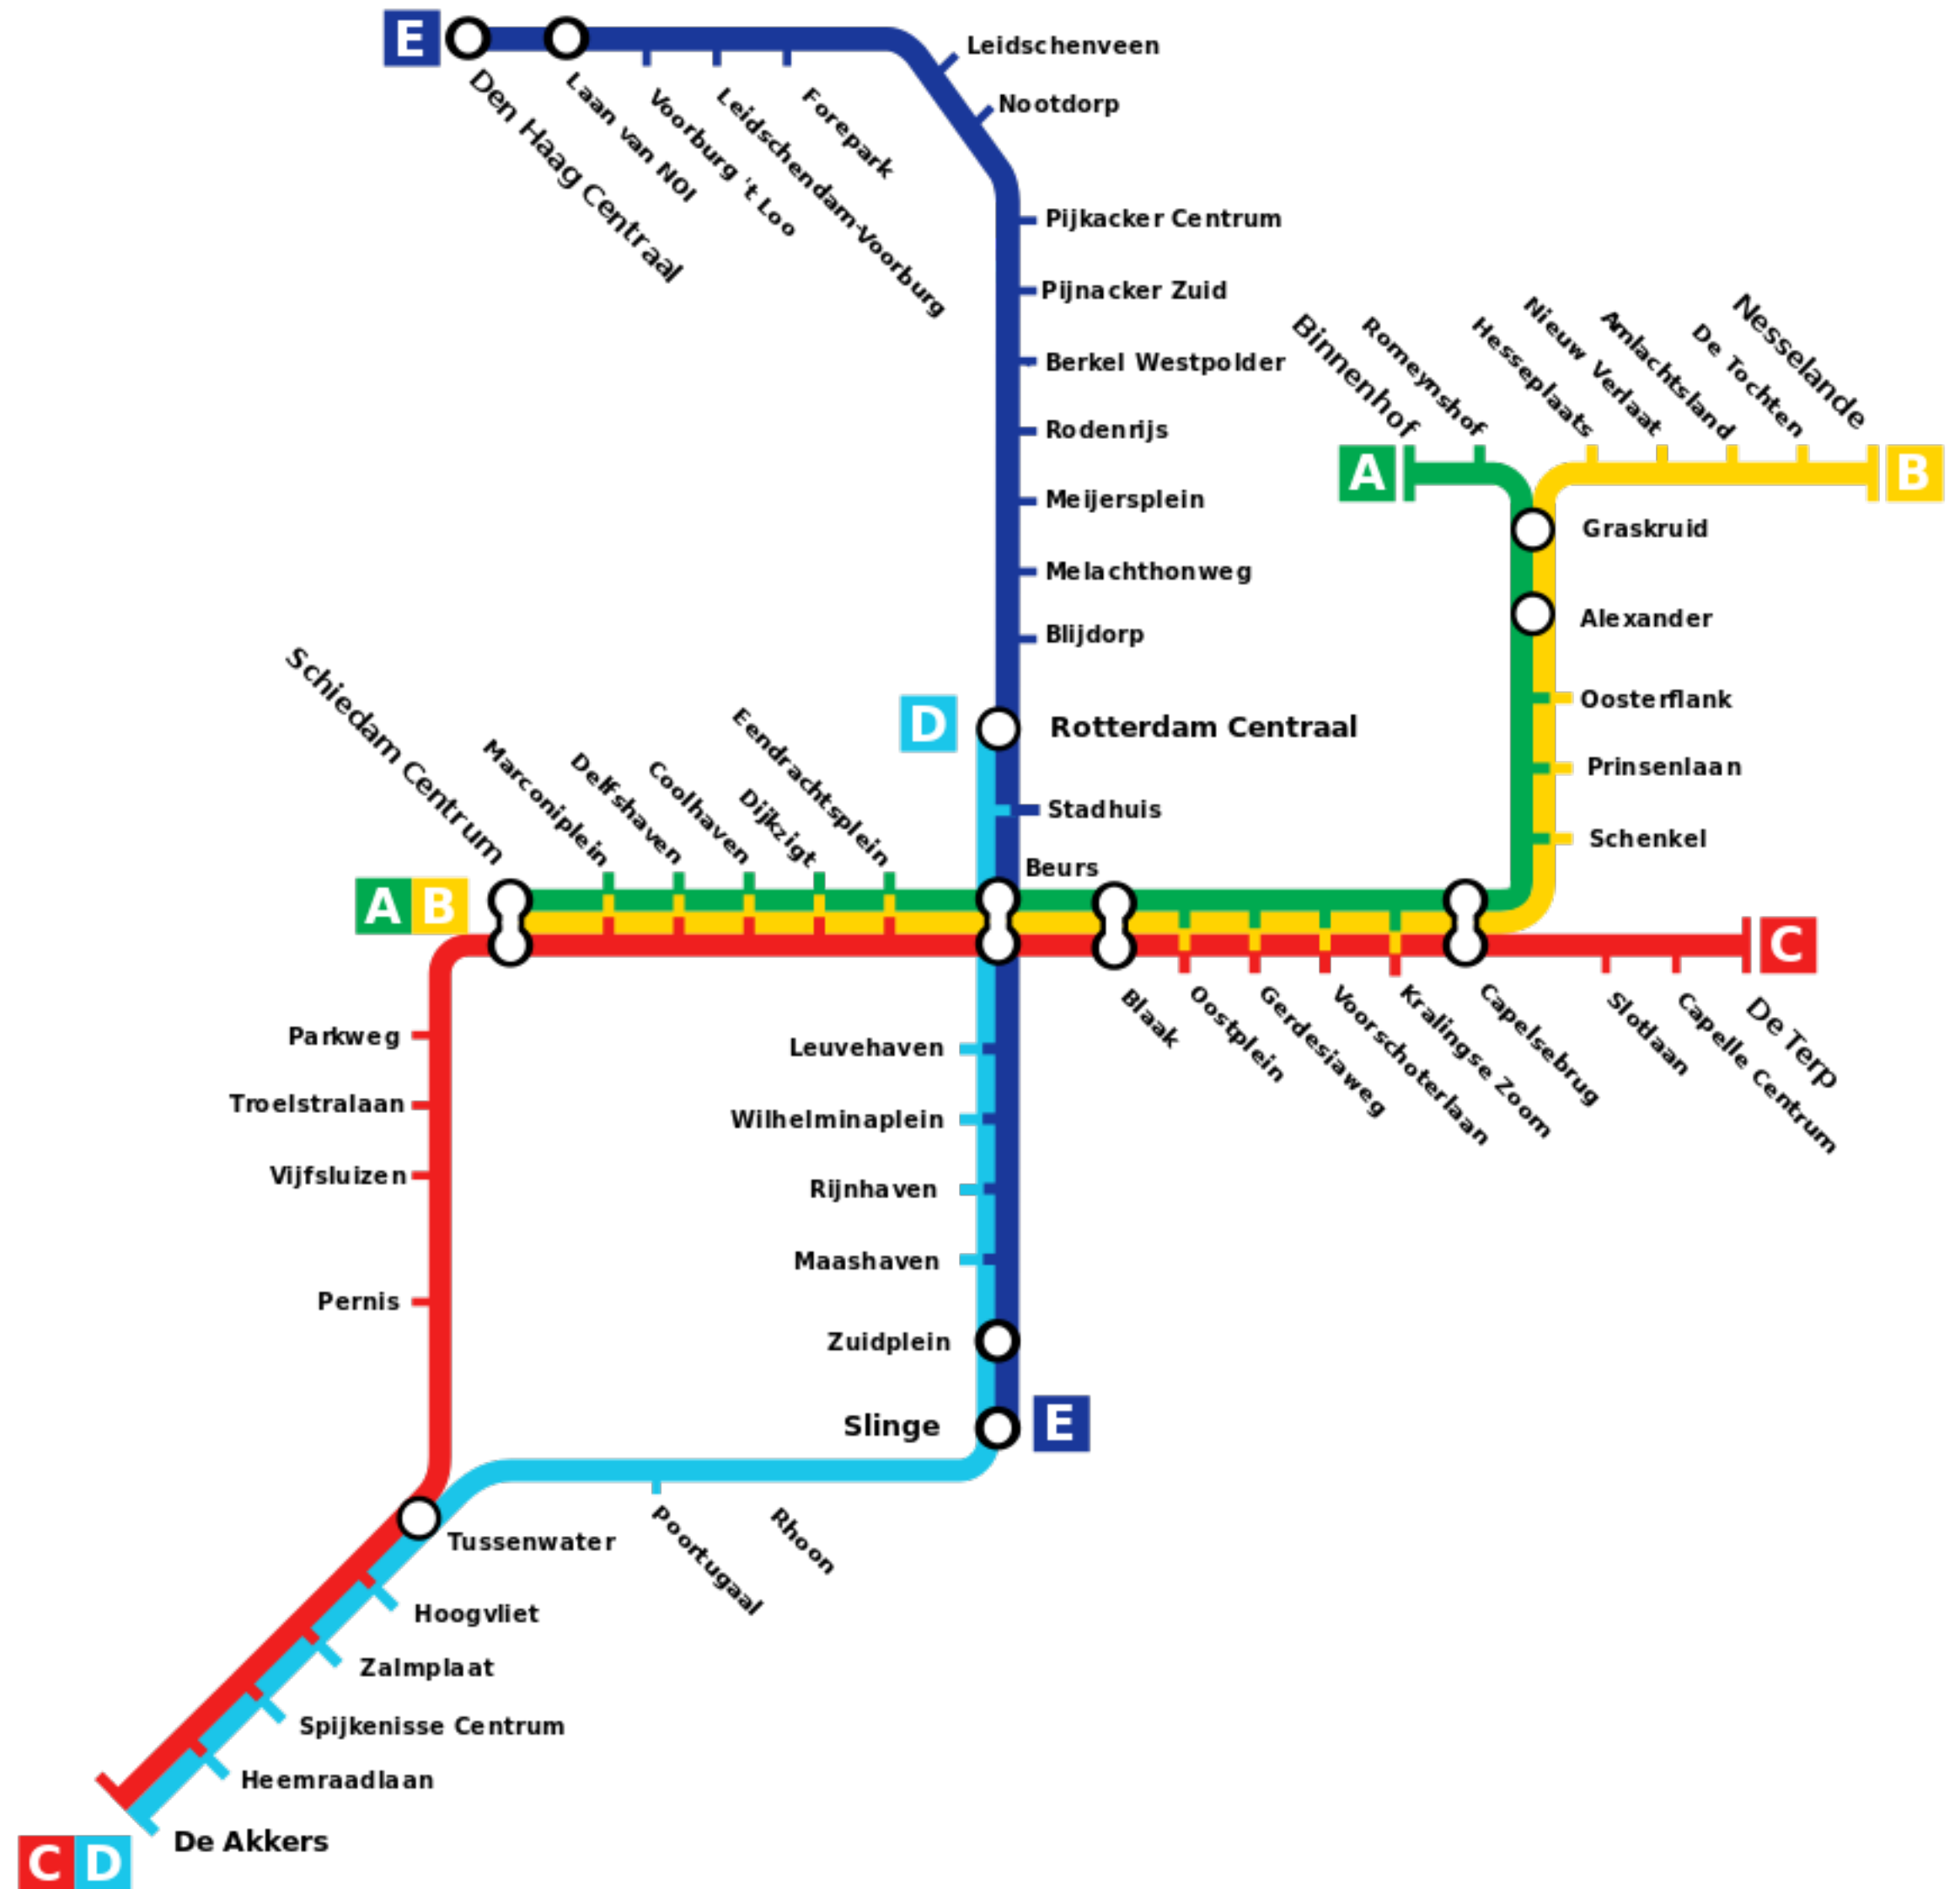 E
Den Haag Centraal
Laan van NOI
Voorburg 't Loo
Leidschendam-Voorburg
Forepark
Leidschenveen
Nootdorp
Pijkacker Centrum
Pijnacker Zuid
Berkel Westpolder
Rodenrijs
Meijersplein
Melachthonweg
Blijdorp
D
Rotterdam Centraal
Stadhuis
Beurs
A
Binnenhof
Romeynshof
Hesseplaats
Nieuw Verlaat
Amlachtsland
De Tochten
Nesselande
B
Graskruid
Alexander
Oosterflank
Prinsenlaan
Schenkel
A B
Schiedam Centrum
Marconiplein
Delfshaven
Coolhaven
Dijkzigt
Eendrachtsplein
Blaak
Oostplein
Gerdesiaweg
Voorschoterlaan
Kralingse Zoom
Capelsebrug
Slotlaan
Capelle Centrum
De Terp
C
Parkweg
Troelstralaan
Vijfsluizen
Pernis
Leuvehaven
Wilhelminaplein
Rijnhaven
Maashaven
Zuidplein
Slinge
E
Poortugaal
Rhoon
Tussenwater
Hoogvliet
Zalmplaat
Spijkenisse Centrum
Heemraadlaan
De Akkers
C D